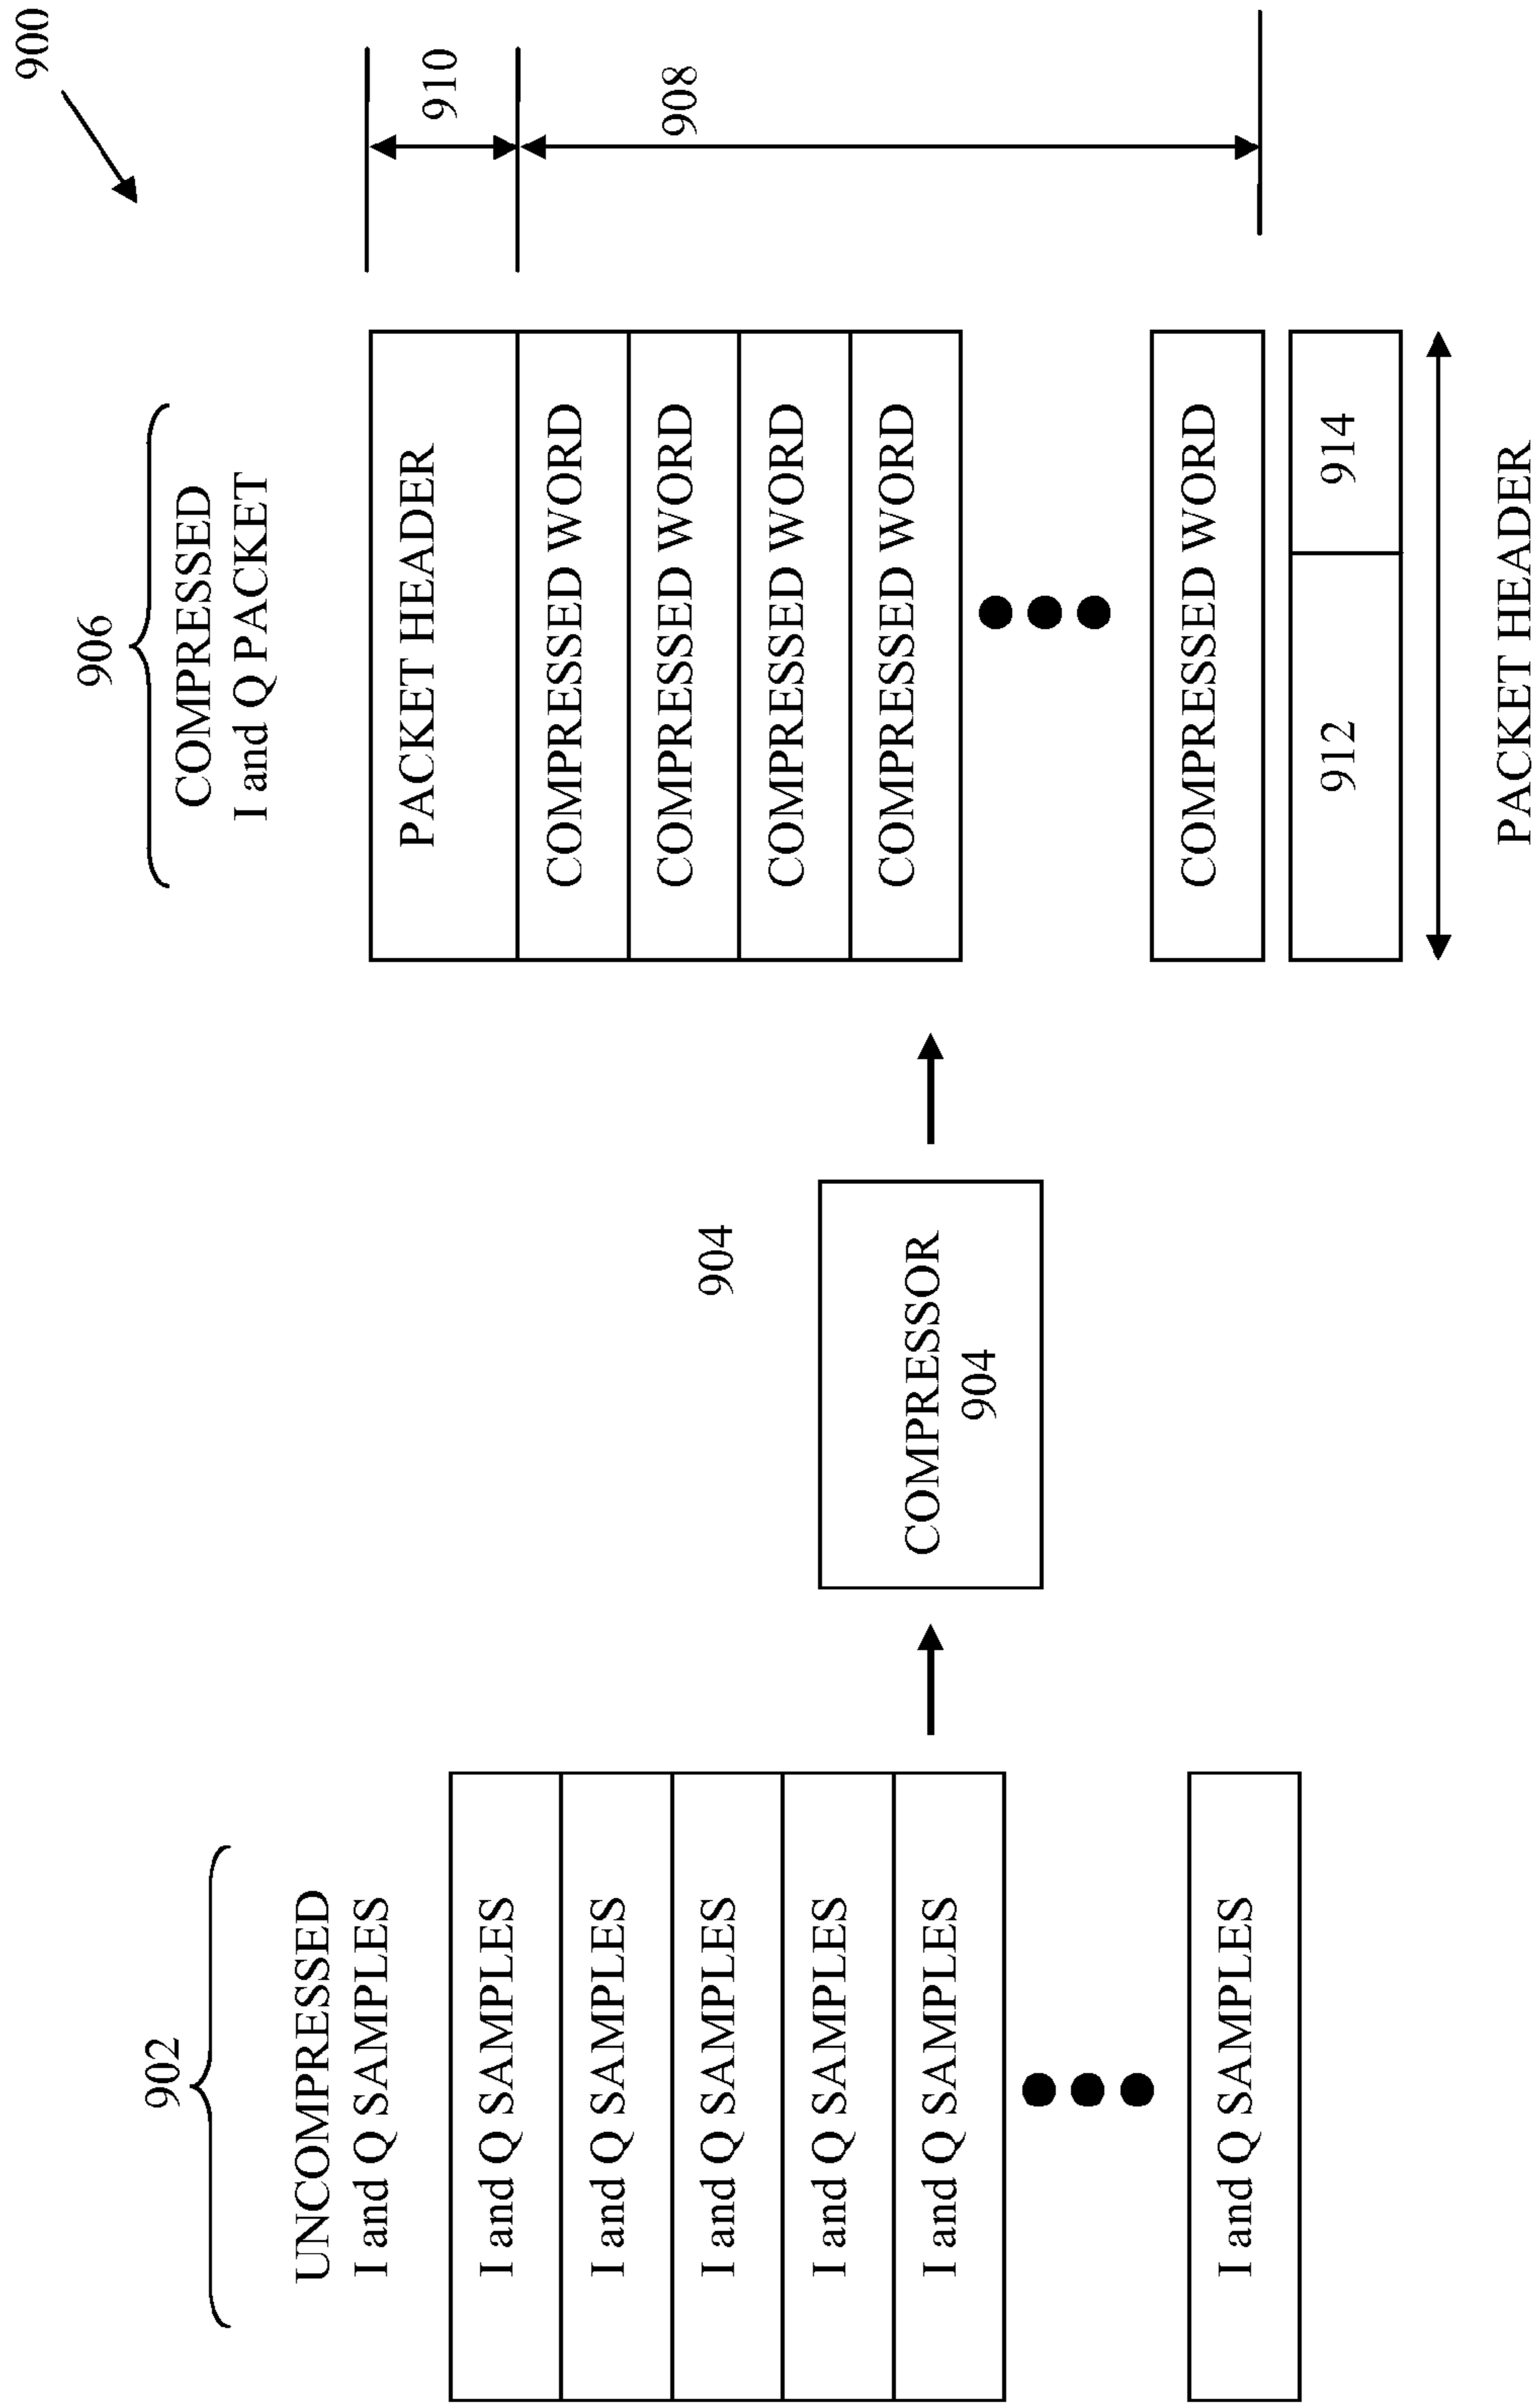 900
902
UNCOMPRESSED
I and Q SAMPLES
I and Q SAMPLES
I and Q SAMPLES
I and Q SAMPLES
I and Q SAMPLES
I and Q SAMPLES
I and Q SAMPLES
904
COMPRESSOR
904
906
COMPRESSED
I and Q PACKET
PACKET HEADER
COMPRESSED WORD
COMPRESSED WORD
COMPRESSED WORD
COMPRESSED WORD
COMPRESSED WORD
912 914
PACKET HEADER
910
908